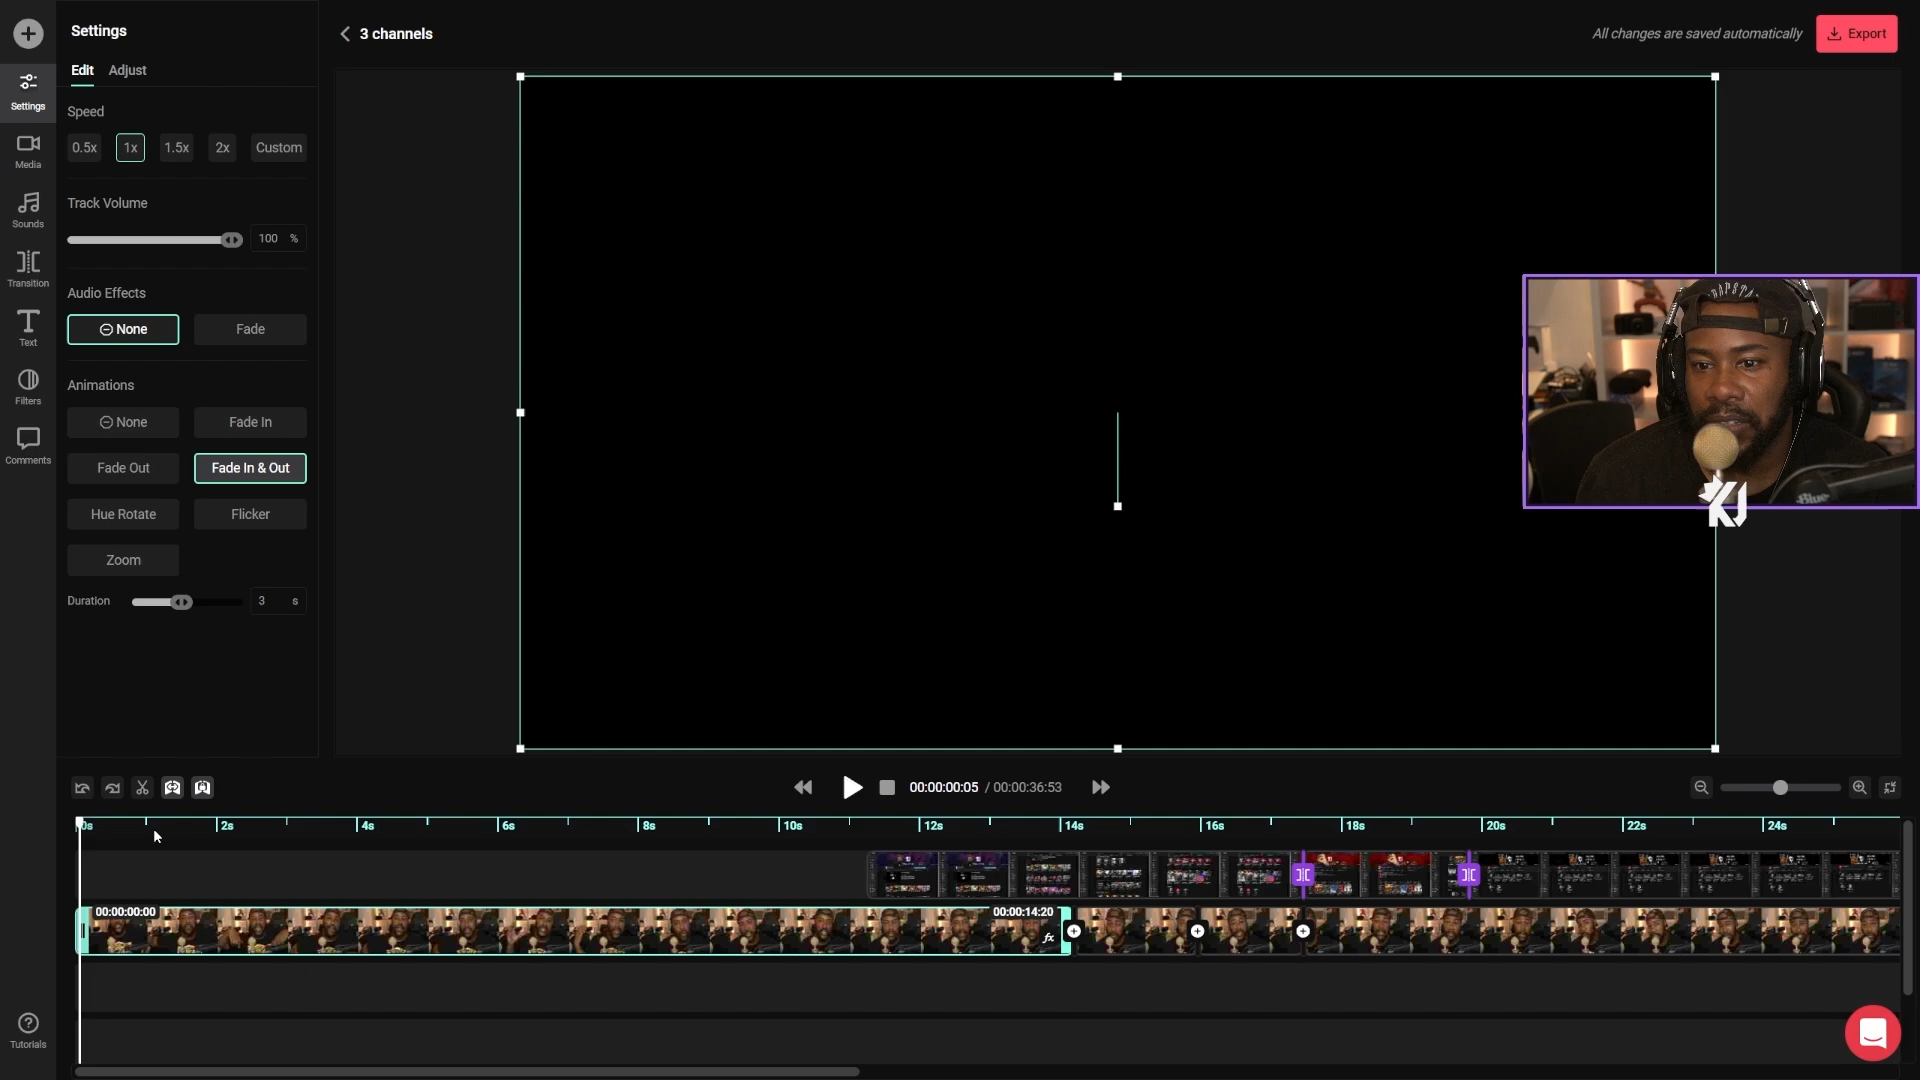 Settings
3 channels
All changes are saved automatically
Export
Edit Adjust
Settings
Speed
0.5x 1x 1.5x 2x Custom
Media
Track Volume
Sounds
100 %
Transition
Audio Effects
None Fade
Text
Animations
Filters
None Fade In
Comments
Fade Out Fade In & Out
Hue Rotate Flicker
Zoom
Duration 3 s
Blue
KJ
00:00:00:05 / 00:00:36:53
0s 2s 4s 6s 8s 10s 12s 14s 16s 18s 20s 22s 24s
00:00:00:00 00:00:14:20
fx
Tutorials